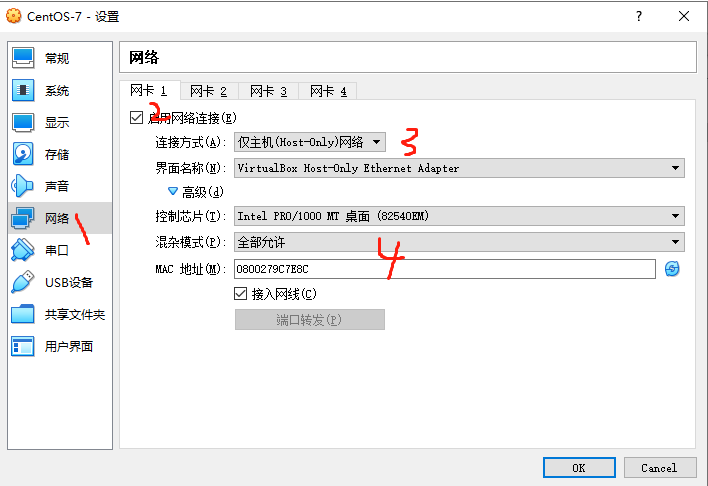 CentOS-7 - 设置
?
常规
系统
显示
存储
声音
网络
串口
USB设备
共享文件夹
用户界面
1
网络
网卡 1
网卡 2
网卡 3
网卡 4
2
启用网络连接(E)
连接方式(A):
仅主机(Host-Only)网络
3
界面名称(N):
VirtualBox Host-Only Ethernet Adapter
高级(d)
控制芯片(T):
Intel PRO/1000 MT 桌面 (82540EM)
混杂模式(P):
全部允许
4
MAC 地址(M):
0800279C7E8C
接入网线(C)
端口转发(P)
OK
Cancel